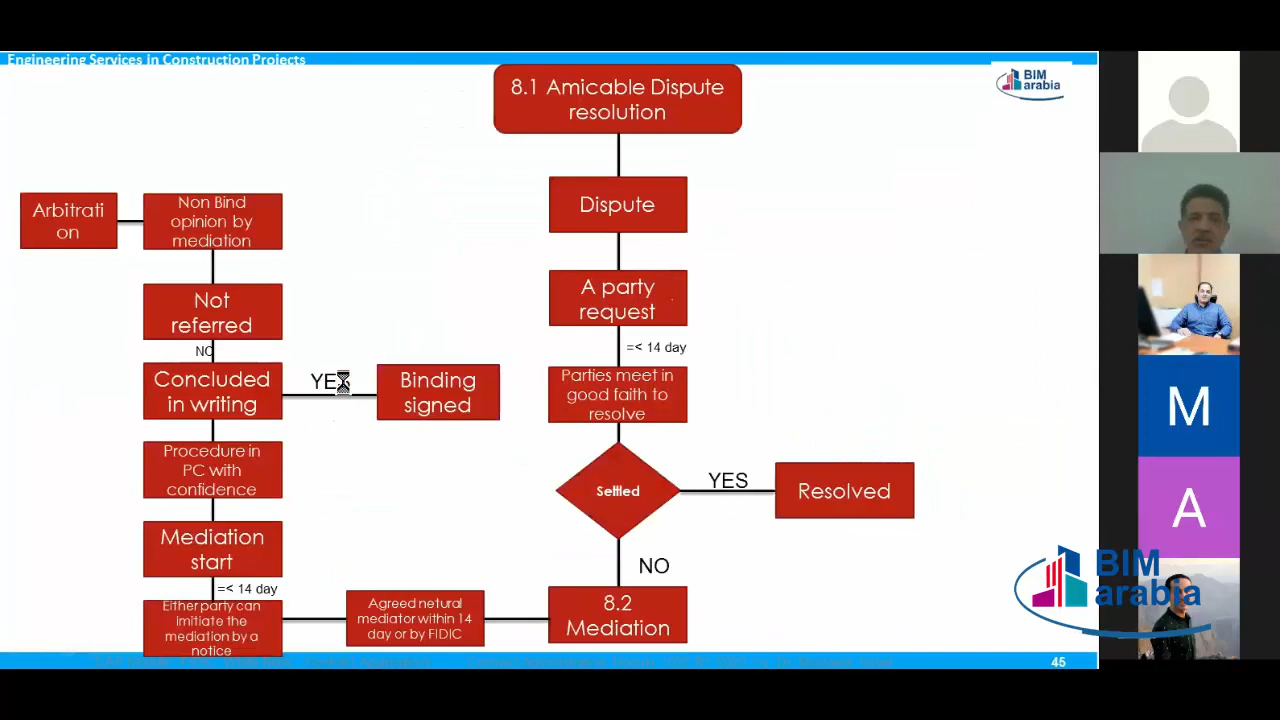 Engineering Services in Construction Projects
BIM
arabia
8.1 Amicable Dispute
resolution
Dispute
A party
request
=< 14 day
Parties meet in
good faith to
resolve
Settled
YES
Resolved
NO
8.2
Mediation
Agreed netural
mediator within 14
day or by FIDIC
Either party can
imitiate the
mediation by a
notice
=< 14 day
Mediation
start
Procedure in
PC with
confidence
Concluded
in writing
YES
Binding
signed
NO
Not
referred
Non Bind
opinion by
mediation
Arbitrati
on
45
M
A
BIM
arabia